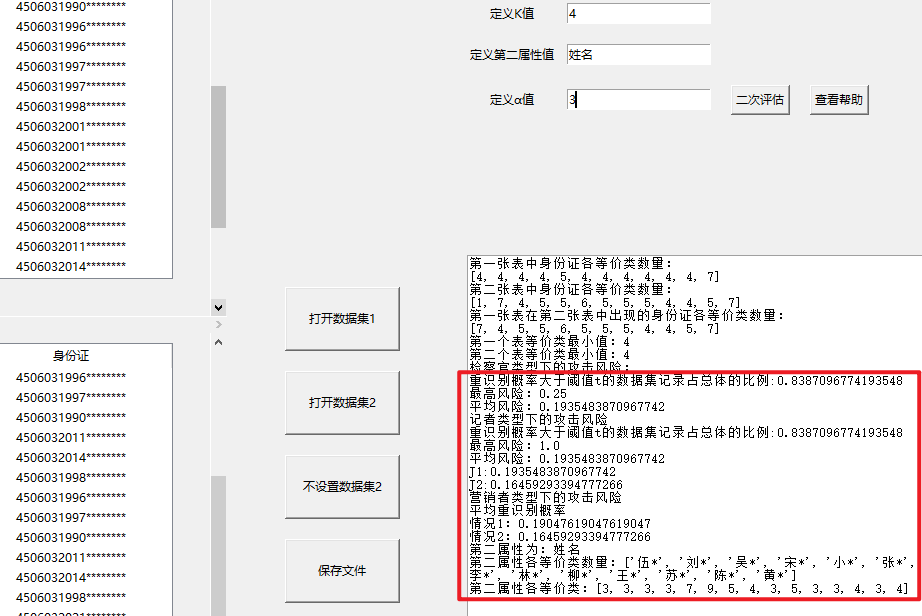 4506031990********
4506031996********
4506031996********
4506031997********
4506031997********
4506031998********
4506032001********
4506032001********
4506032002********
4506032002********
4506032008********
4506032008********
4506032011********
4506032014********
身份证
4506031996********
4506031997********
4506031990********
4506032011********
4506032014********
4506031998********
4506031996********
4506031997********
4506031990********
4506032011********
4506032014********
4506031998********
打开数据集1
打开数据集2
不设置数据集2
保存文件
定义K值
4
定义第二属性值
姓名
定义α值
3
二次评估
查看帮助
第一张表中身份证各等价类数量:
[4, 4, 4, 4, 5, 4, 4, 4, 4, 4, 4, 7]
第二张表中身份证各等价类数量:
[1, 7, 4, 5, 5, 6, 5, 5, 5, 4, 4, 5, 7]
第一张表在第二张表中出现的身份证各等价类数量:
[7, 4, 5, 5, 6, 5, 5, 5, 4, 4, 5, 7]
第一个表等价类最小值: 4
第二个表等价类最小值: 4
检察官类型下的攻击风险:
重识别概率大于阈值t的数据集记录占总体的比例:0.8387096774193548
最高风险: 0.25
平均风险: 0.1935483870967742
记者类型下的攻击风险
重识别概率大于阈值t的数据集记录占总体的比例:0.8387096774193548
最高风险: 1.0
平均风险: 0.1935483870967742
J1:0.1935483870967742
J2:0.16459293394777266
营销者类型下的攻击风险
平均重识别概率
情况1: 0.19047619047619047
情况2: 0.16459293394777266
第二属性为: 姓名
第二属性各等价类数量: ['伍*', '刘*', '吴*', '宋*', '小*', '张*',
李*', '林*', '柳*', '王*', '苏*', '陈*', '黄*']
第二属性各等价类: [3, 3, 3, 3, 7, 9, 5, 4, 3, 5, 3, 3, 4, 3, 4]